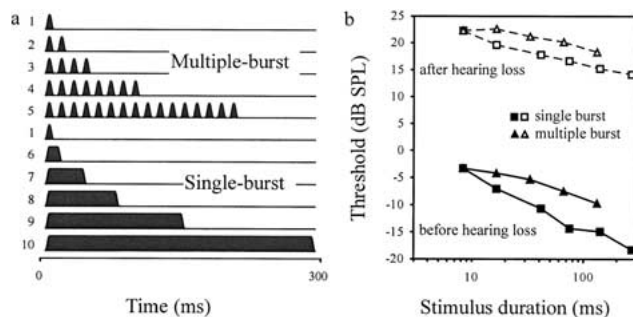 a
1
2
3
4
5
1
6
7
8
9
10
Multiple-burst
Single-burst
0
300
Time (ms)
b
25
20
15
10
5
0
-5
-10
-15
-20
Threshold (dB SPL)
after hearing loss
single burst
multiple burst
before hearing loss
10
100
Stimulus duration (ms)